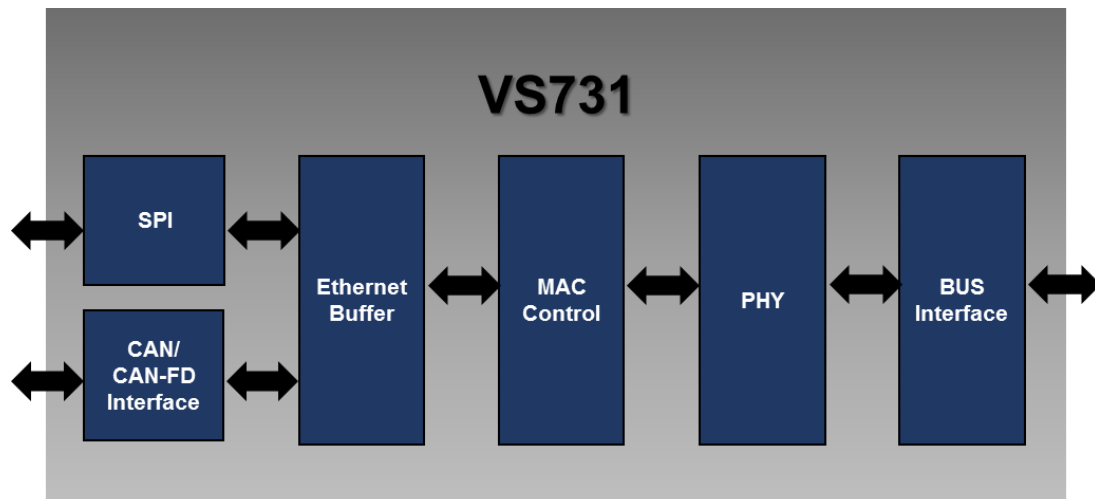 VS731
SPI
CAN/
CAN-FD
Interface
Ethernet
Buffer
MAC
Control
PHY
BUS
Interface